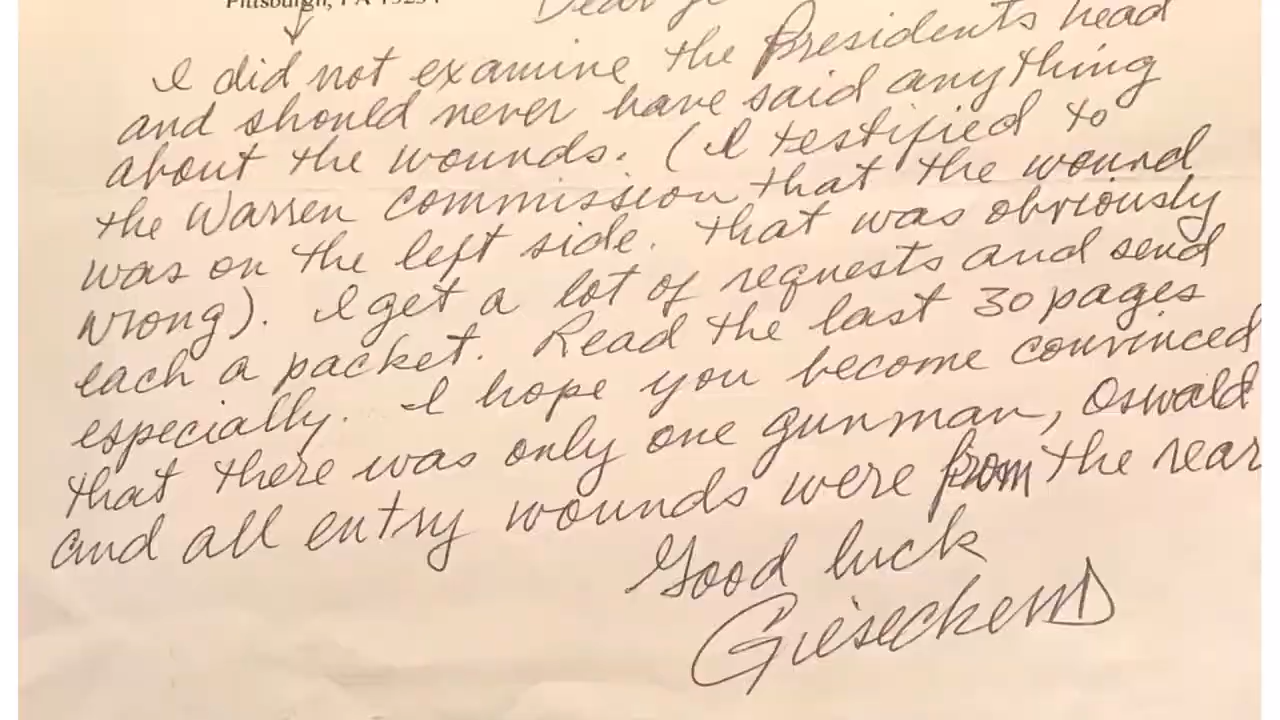 Pittsburgh, PA
Dear
I did not examine the Presidents head
and should never have said anything
about the wounds. (I testified to
the Warren Commission that the wound
was on the left side. That was obviously
wrong). I get a lot of requests and send
each a packet. Read the last 30 pages
especially. I hope you become convinced
that there was only one gunman, Oswald
and all entry wounds were from the rear
Good luck
Giesecke MD